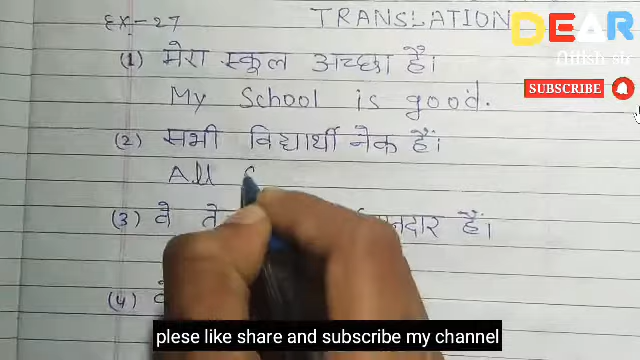 EX-27 TRANSLATION
DEAR
SUBSCRIBE
(1) मेरा स्कूल अच्छा हैं।
My School is good.
(2) सभी विद्यार्थी नेक हैं।
All
(3) वे हैं।
(4)
plese like share and subscribe my channel